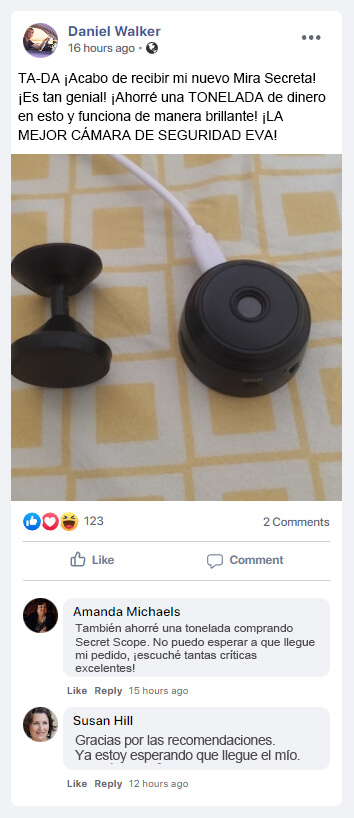 Daniel Walker
16 hours ago ·
TA-DA ¡Acabo de recibir mi nuevo Mira Secreta!
¡Es tan genial! ¡Ahorré una TONELADA de dinero
en esto y funciona de manera brillante! ¡LA
MEJOR CÁMARA DE SEGURIDAD EVA!
123
2 Comments
Like
Comment
Amanda Michaels
También ahorré una tonelada comprando
Secret Scope. No puedo esperar a que llegue
mi pedido, ¡escuché tantas críticas
excelentes!
Like Reply 15 hours ago
Susan Hill
Gracias por las recomendaciones.
Ya estoy esperando que llegue el mío.
Like Reply 12 hours ago